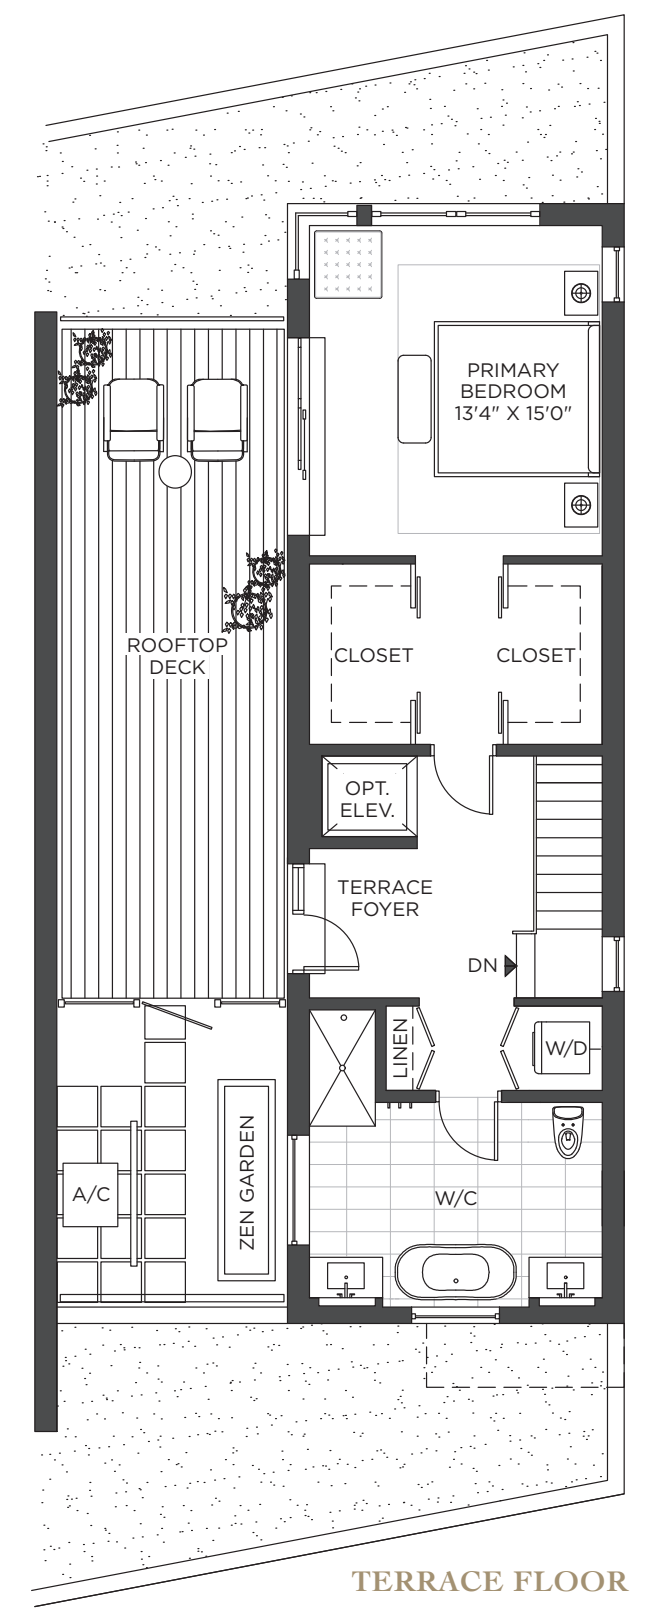 PRIMARY
BEDROOM
13'4" X 15'0"
ROOFTOP
DECK
CLOSET
CLOSET
OPT.
ELEV.
TERRACE
FOYER
DN
LINEN
W/D
ZEN GARDEN
A/C
W/C
TERRACE FLOOR